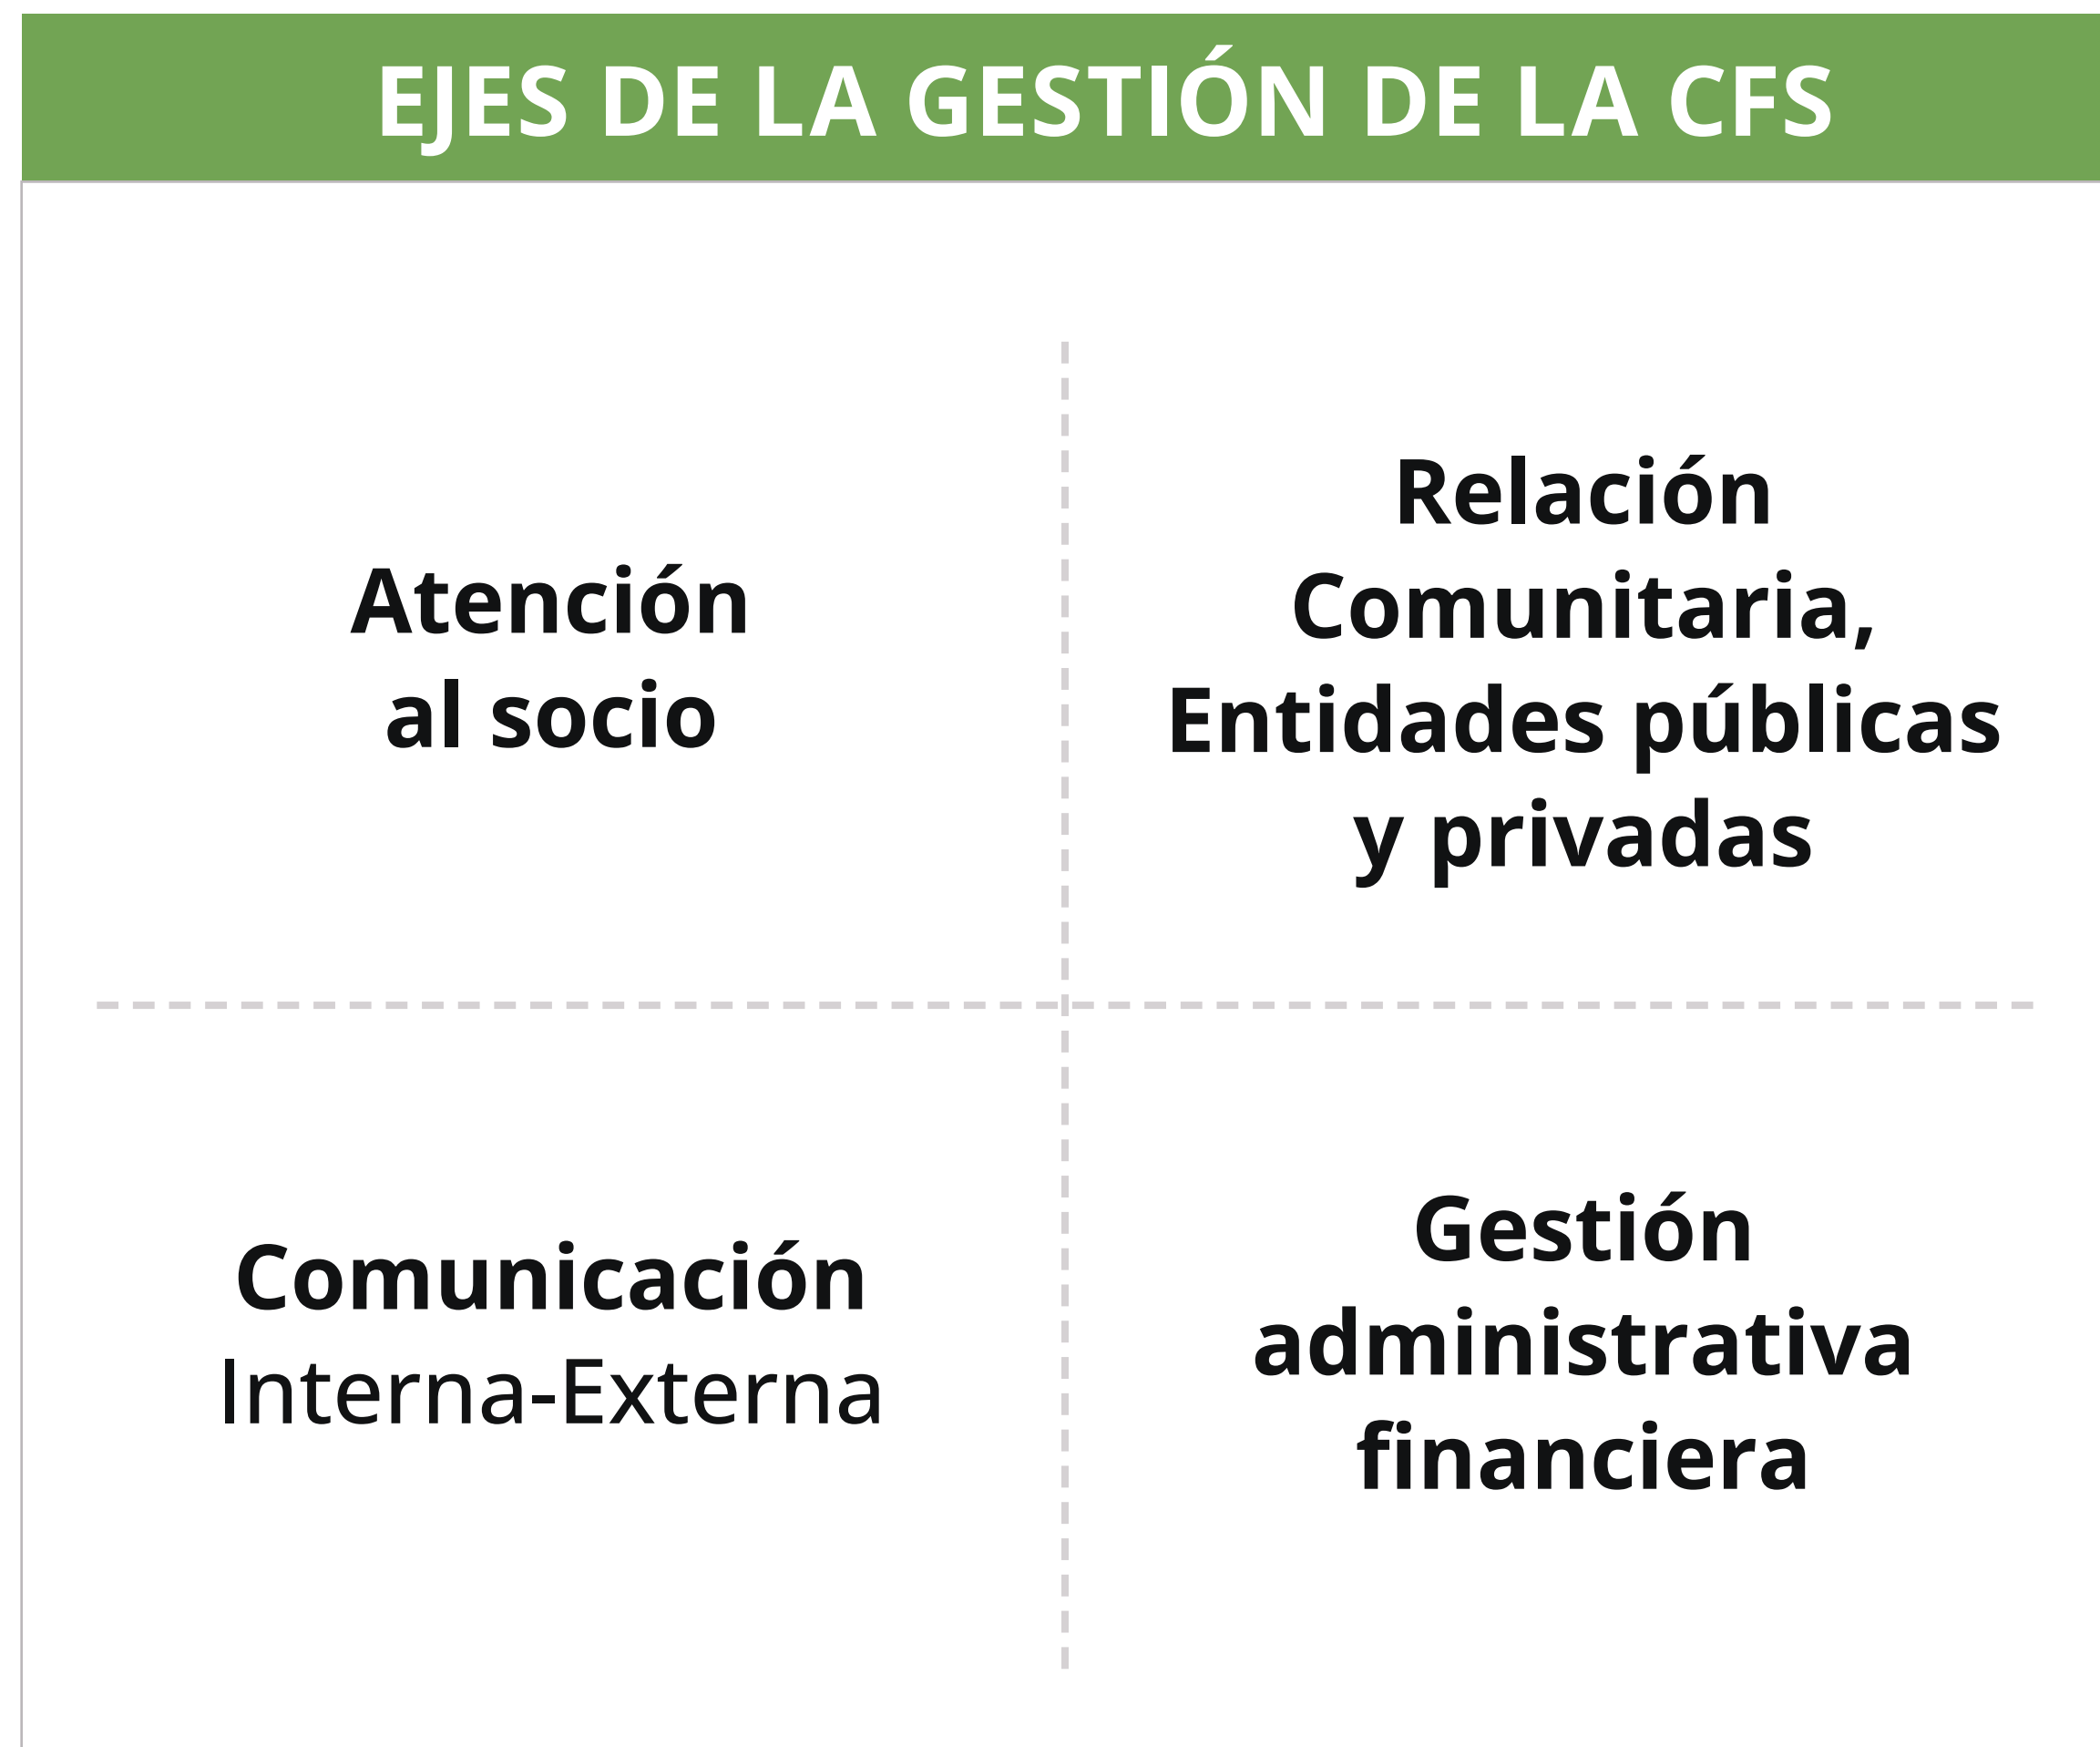 EJES DE LA GESTIÓN DE LA CFS
Atención
al socio
Relación
Comunitaria,
Entidades públicas
y privadas
Comunicación
Interna-Externa
Gestión
administrativa
financiera